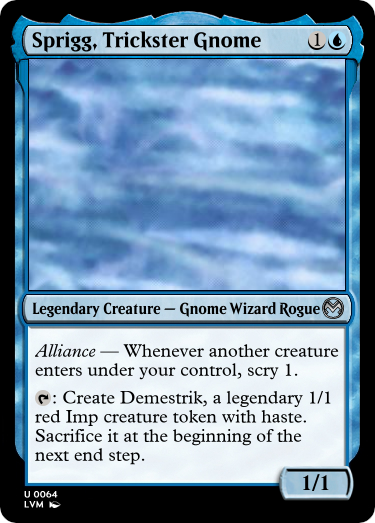 Sprigg, Trickster Gnome 1
Legendary Creature — Gnome Wizard Rogue
Alliance — Whenever another creature
enters under your control, scry 1.
: Create Demestrik, a legendary 1/1
red Imp creature token with haste.
Sacrifice it at the beginning of the
next end step.
1/1
U 0064
LVM